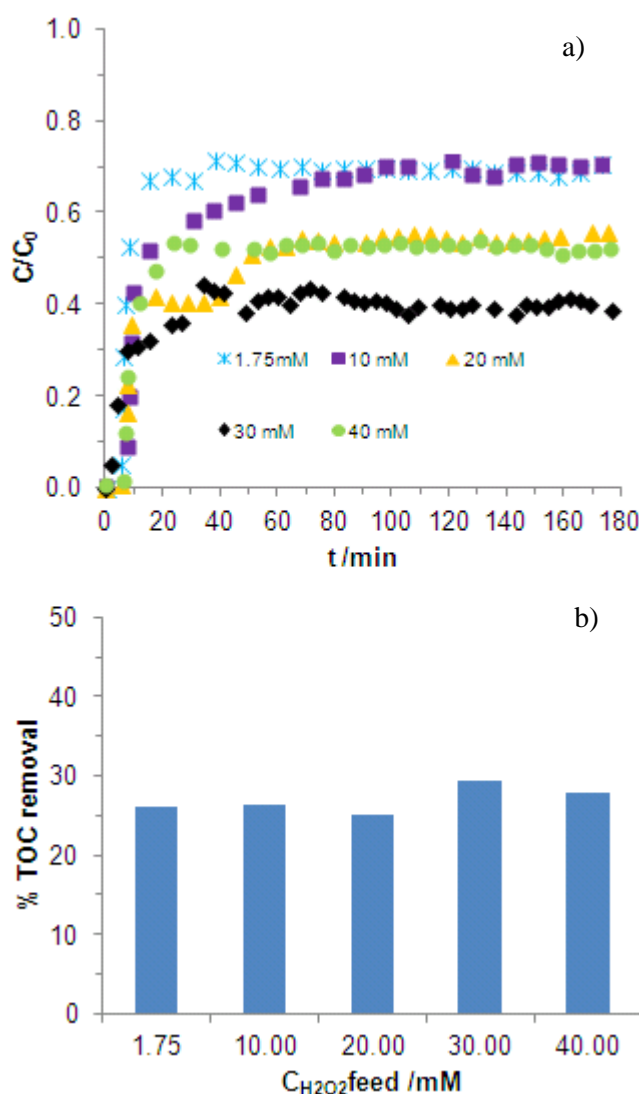 a)
1.0
0.8
0.6
0.4
0.2
0.0
C/C₀
1.75mM 10 mM 20 mM
30 mM 40 mM
0 20 40 60 80 100 120 140 160 180
t /min
b)
50
40
30
20
10
0
% TOC removal
1.75 10.00 20.00 30.00 40.00
C_H2O2feed /mM